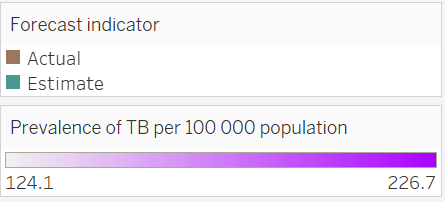 Forecast indicator
Actual
Estimate
Prevalence of TB per 100 000 population
124.1 226.7